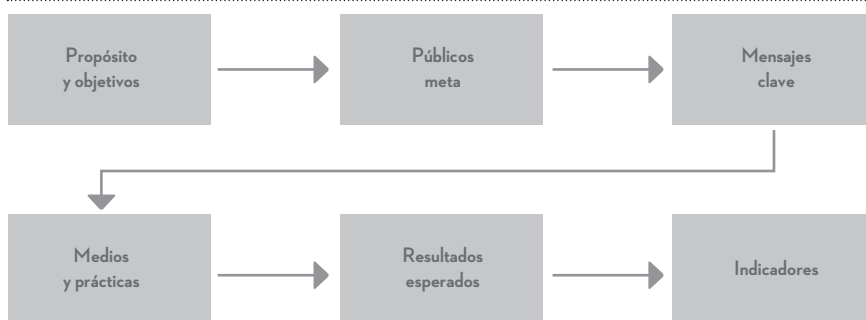 Propósito
y objetivos
Públicos
meta
Mensajes
clave
Medios
y prácticas
Resultados
esperados
Indicadores